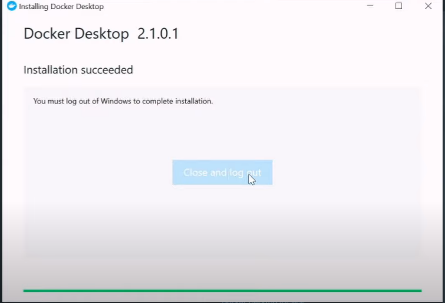 Installing Docker Desktop
Docker Desktop 2.1.0.1
Installation succeeded
You must log out of Windows to complete installation.
Close and log out